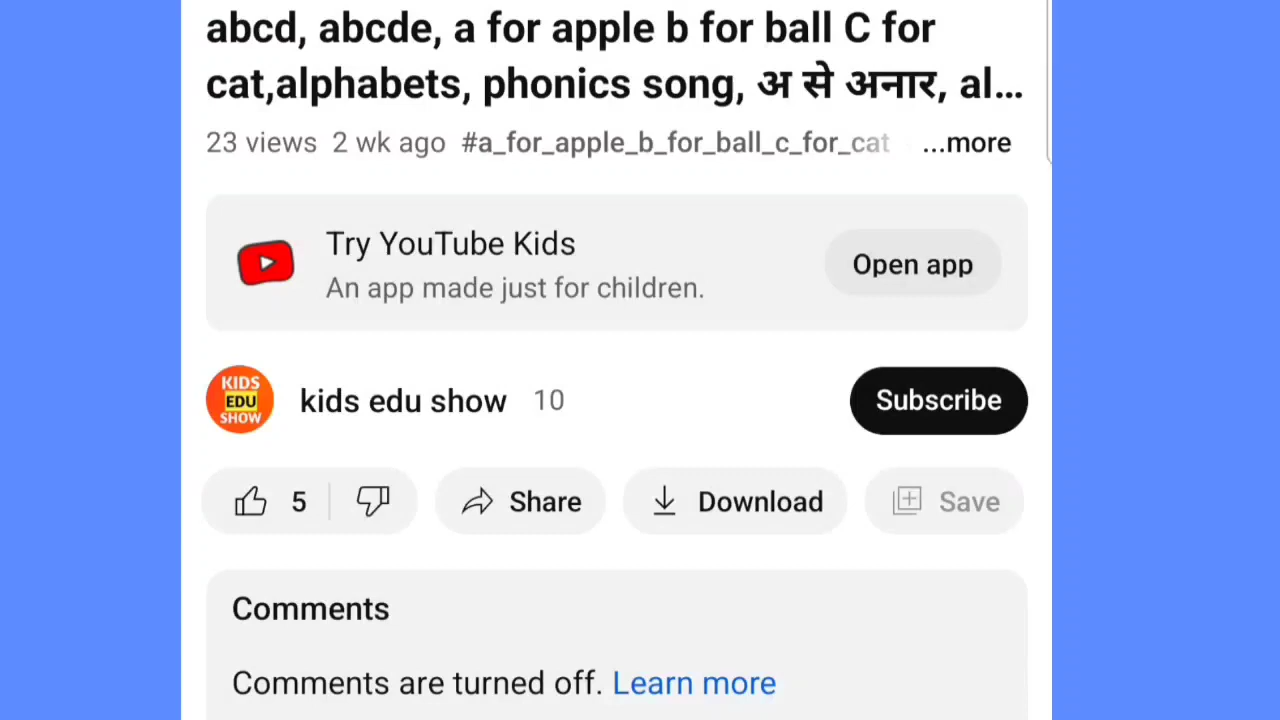 abcd, abcde, a for apple b for ball C for
cat,alphabets, phonics song, अ से अनार, al...
23 views 2 wk ago #a_for_apple_b_for_ball_c_for_cat ...more
Try YouTube Kids
An app made just for children.
Open app
KIDS
EDU
SHOW
kids edu show 10
Subscribe
5 Share Download Save
Comments
Comments are turned off. Learn more